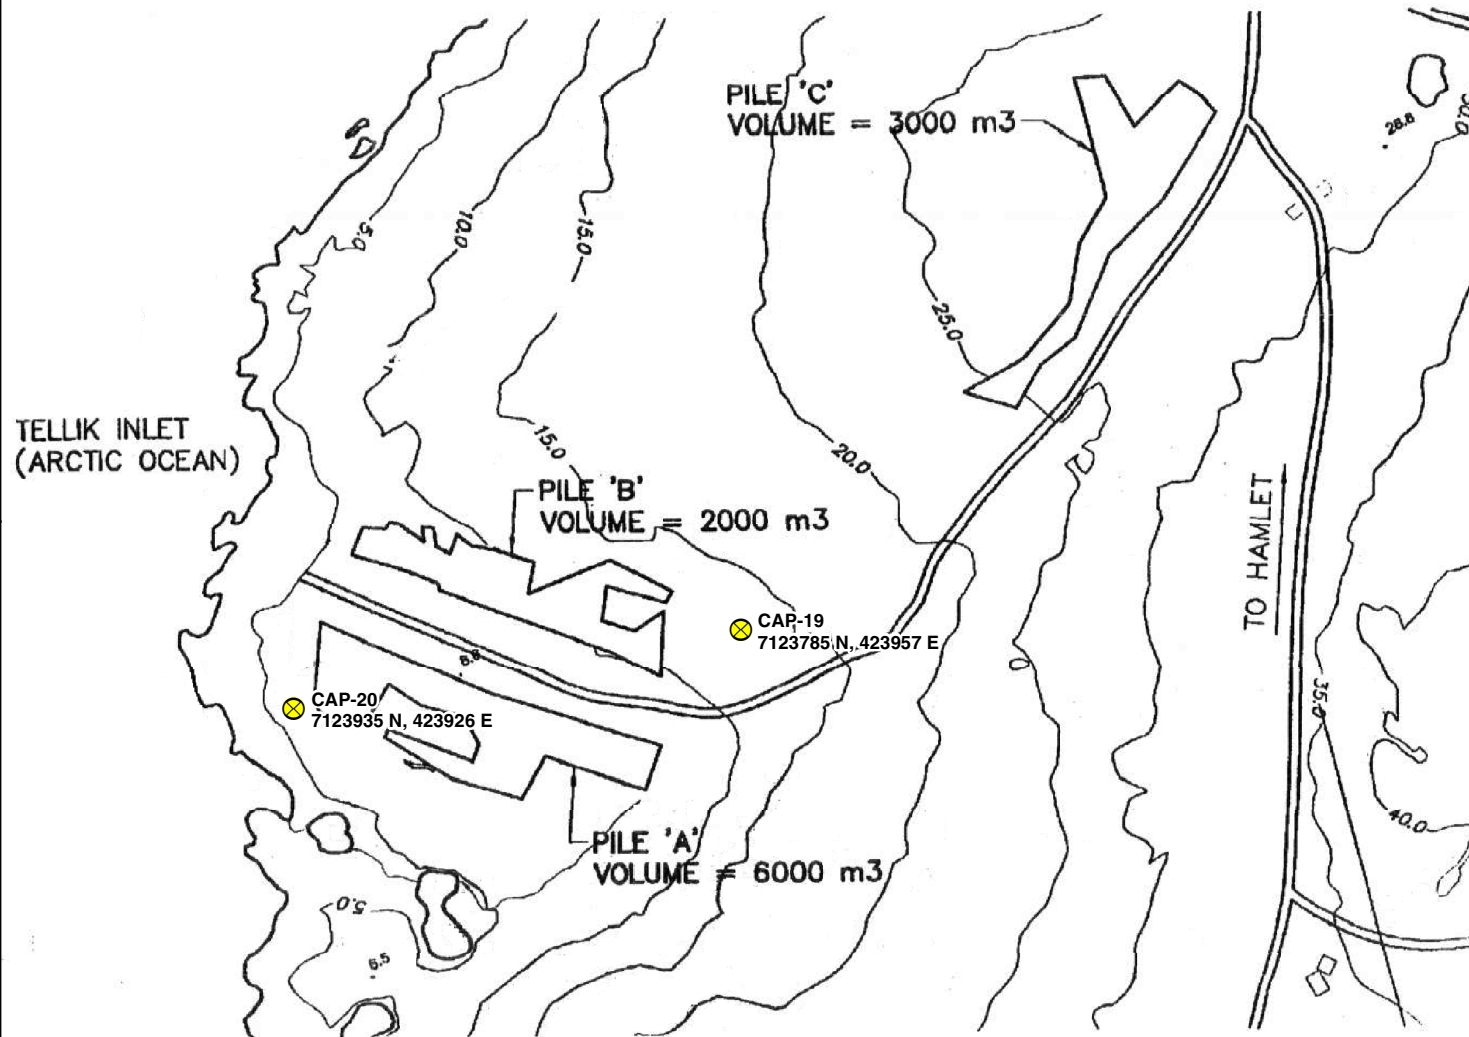 PILE 'C'
VOLUME = 3000 m3
30.0
28.8
5.0
10.0
15.0
25.0
TELLIK INLET
(ARCTIC OCEAN)
15.0
20.0
PILE 'B'
VOLUME = 2000 m3
TO HAMLET
CAP-19
7123785 N, 423957 E
8.8
CAP-20
7123935 N, 423926 E
35.0
40.0
PILE 'A'
VOLUME = 6000 m3
5.0
6.5